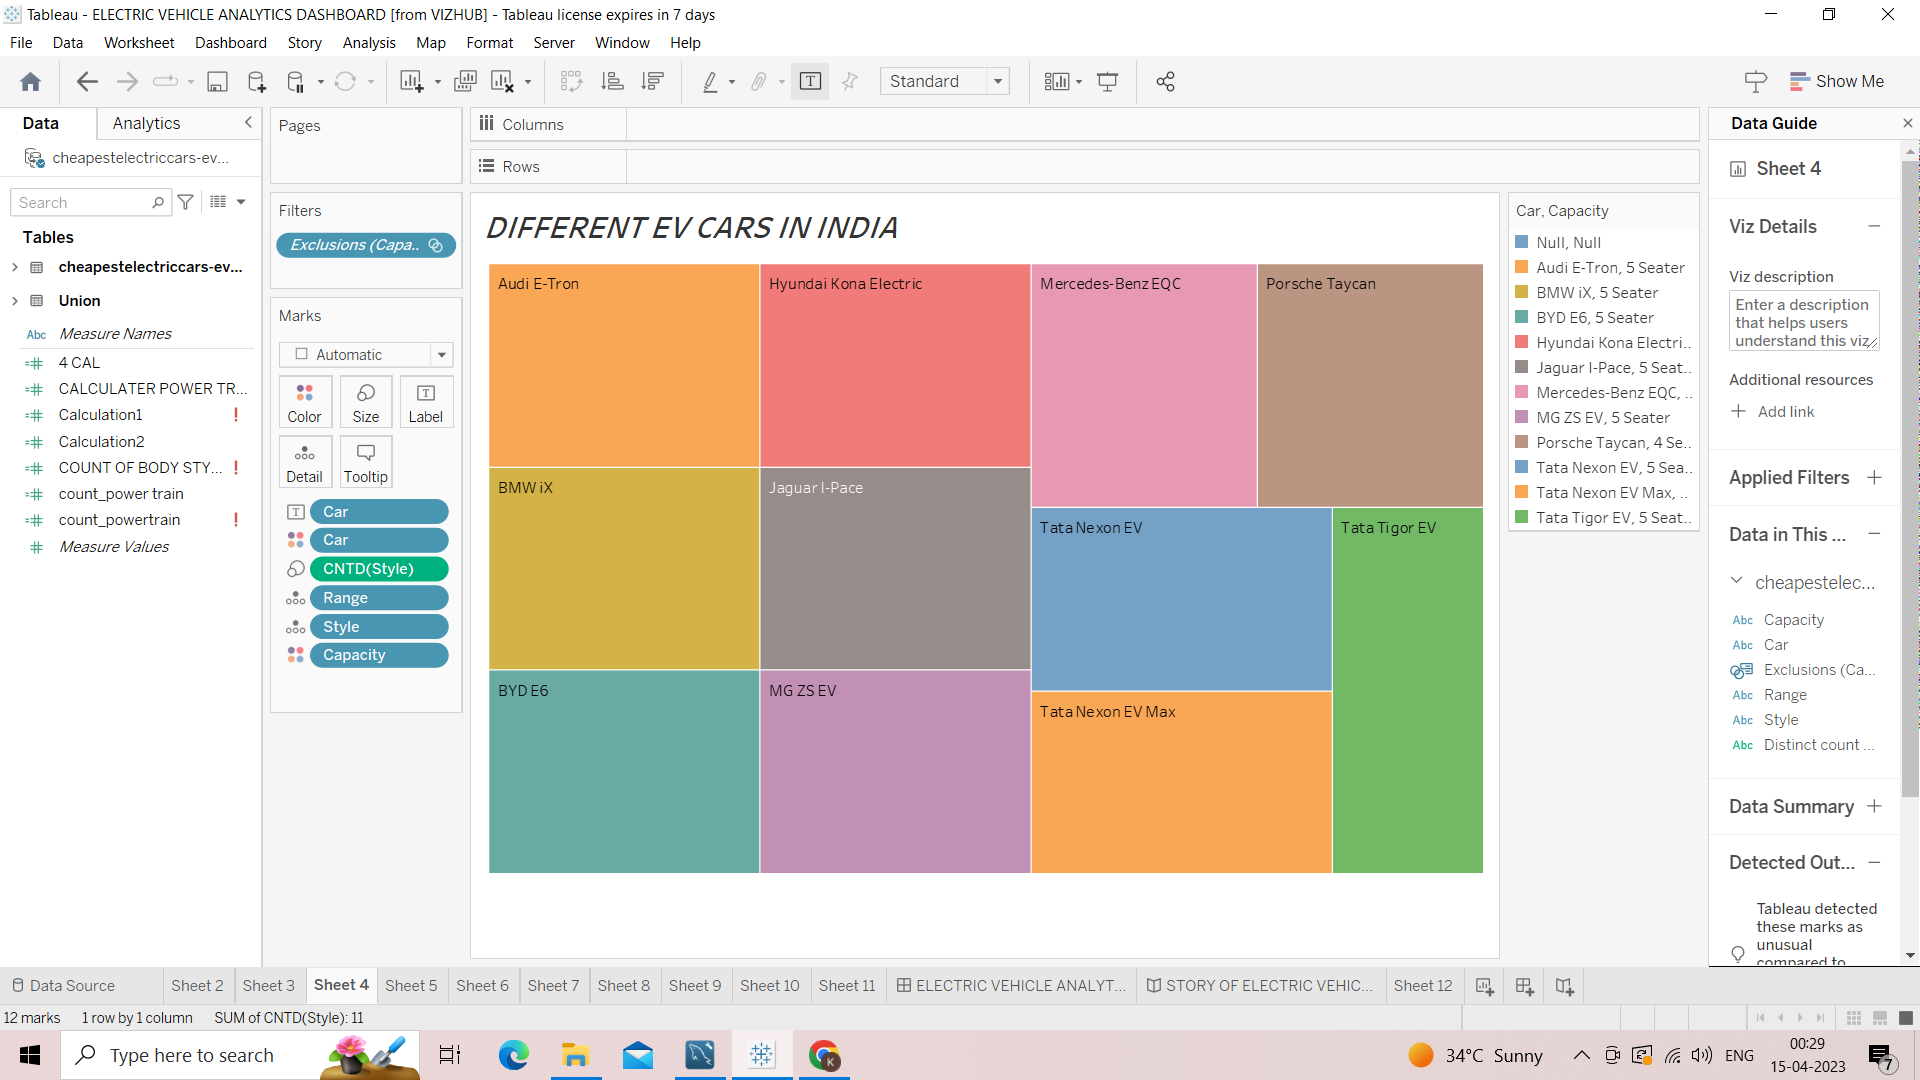 Tableau - ELECTRIC VEHICLE ANALYTICS DASHBOARD [from VIZHUB] - Tableau license expires in 7 days
File Data Worksheet Dashboard Story Analysis Map Format Server Window Help
Standard
Show Me
Data Analytics
cheapestelectriccars-ev...
Search
Tables
cheapestelectriccars-ev...
Union
Abc Measure Names
4 CAL
CALCULATER POWER TR...
Calculation1 !
Calculation2
COUNT OF BODY STY... !
count_power train
count_powertrain !
Measure Values
Pages
Filters
Exclusions (Capa..
Marks
Automatic
Color Size Label
Detail Tooltip
Car
Car
CNTD(Style)
Range
Style
Capacity
Columns
Rows
DIFFERENT EV CARS IN INDIA
Audi E-Tron
Hyundai Kona Electric
Mercedes-Benz EQC
Porsche Taycan
BMW iX
Jaguar I-Pace
Tata Nexon EV
Tata Tigor EV
BYD E6
MG ZS EV
Tata Nexon EV Max
Car, Capacity
Null, Null
Audi E-Tron, 5 Seater
BMW iX, 5 Seater
BYD E6, 5 Seater
Hyundai Kona Electri..
Jaguar I-Pace, 5 Seat..
Mercedes-Benz EQC, ..
MG ZS EV, 5 Seater
Porsche Taycan, 4 Se..
Tata Nexon EV, 5 Sea..
Tata Nexon EV Max, ..
Tata Tigor EV, 5 Seat..
Data Guide
Sheet 4
Viz Details
Viz description
Enter a description
that helps users
understand this viz
Additional resources
Add link
Applied Filters
Data in This ...
cheapestelec...
Abc Capacity
Abc Car
Exclusions (Ca...
Abc Range
Abc Style
Abc Distinct count ...
Data Summary
Detected Out...
Tableau detected
these marks as
unusual
compared to
Data Source Sheet 2 Sheet 3 Sheet 4 Sheet 5 Sheet 6 Sheet 7 Sheet 8 Sheet 9 Sheet 10 Sheet 11 ELECTRIC VEHICLE ANALYT... STORY OF ELECTRIC VEHIC... Sheet 12
12 marks 1 row by 1 column SUM of CNTD(Style): 11
Type here to search
K
34°C Sunny
ENG
00:29
15-04-2023
7